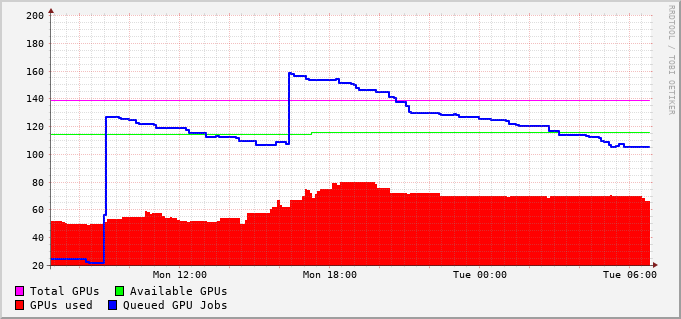 200
180
160
140
120
100
80
60
40
20
Mon 12:00 Mon 18:00 Tue 00:00 Tue 06:00
Total GPUs Available GPUs
GPUs used Queued GPU Jobs
RRDTOOL / TOBI OETIKER